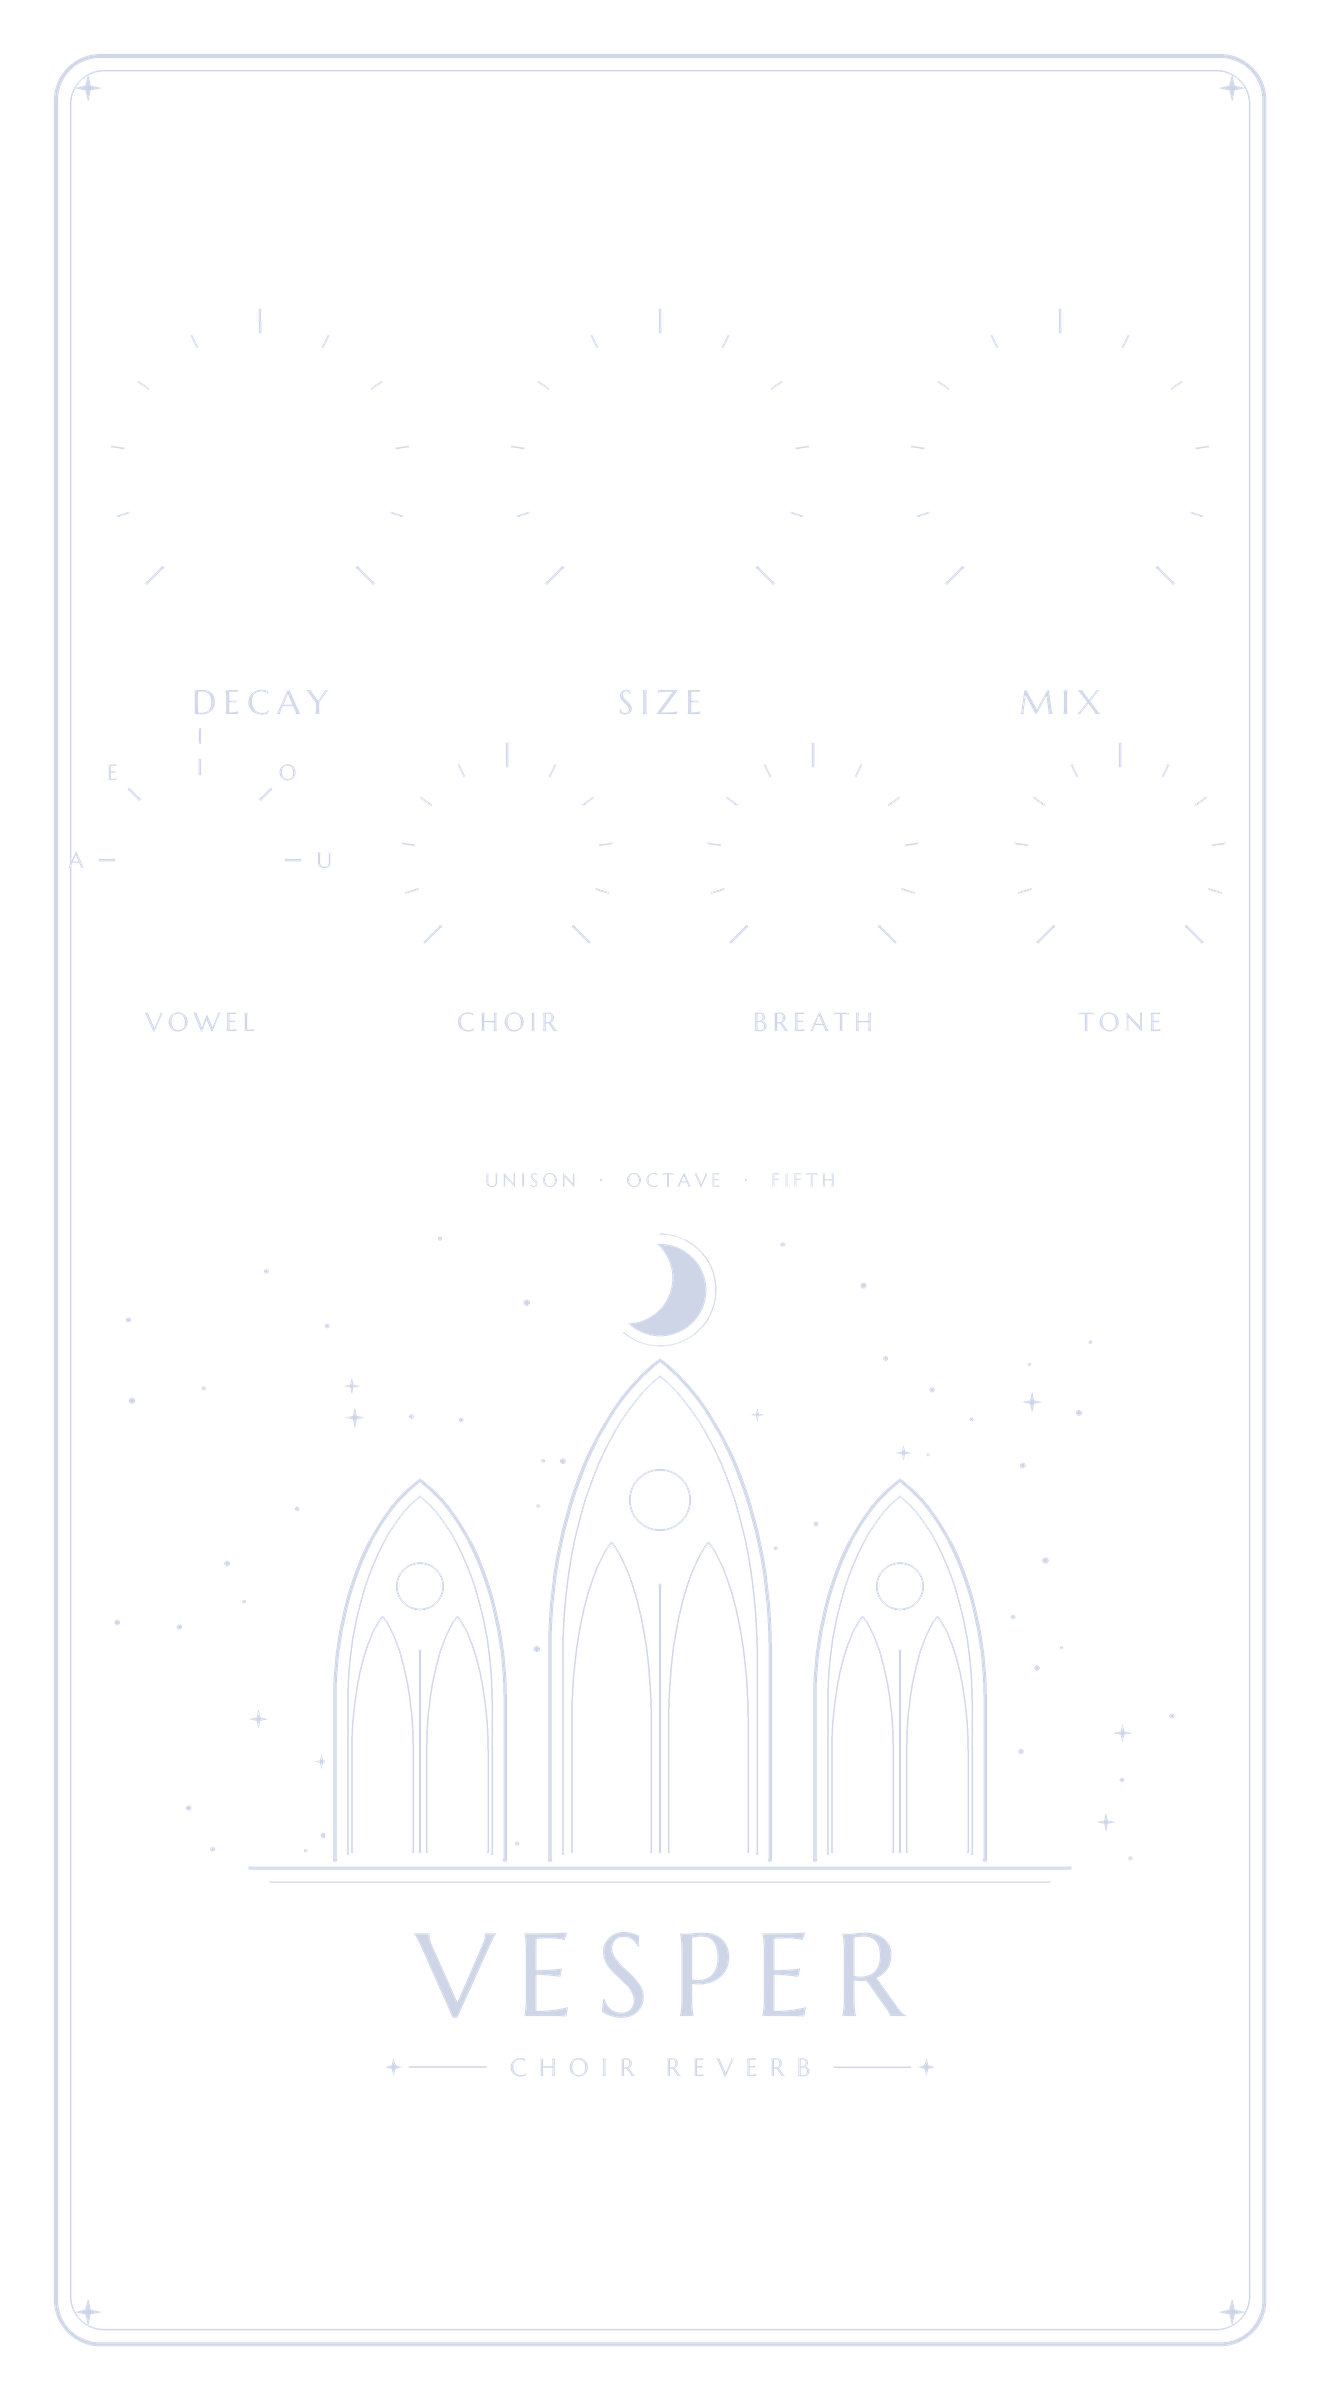 DECAY SIZE MIX
E I O
A U
VOWEL CHOIR BREATH TONE
UNISON · OCTAVE · FIFTH
VESPER
CHOIR REVERB